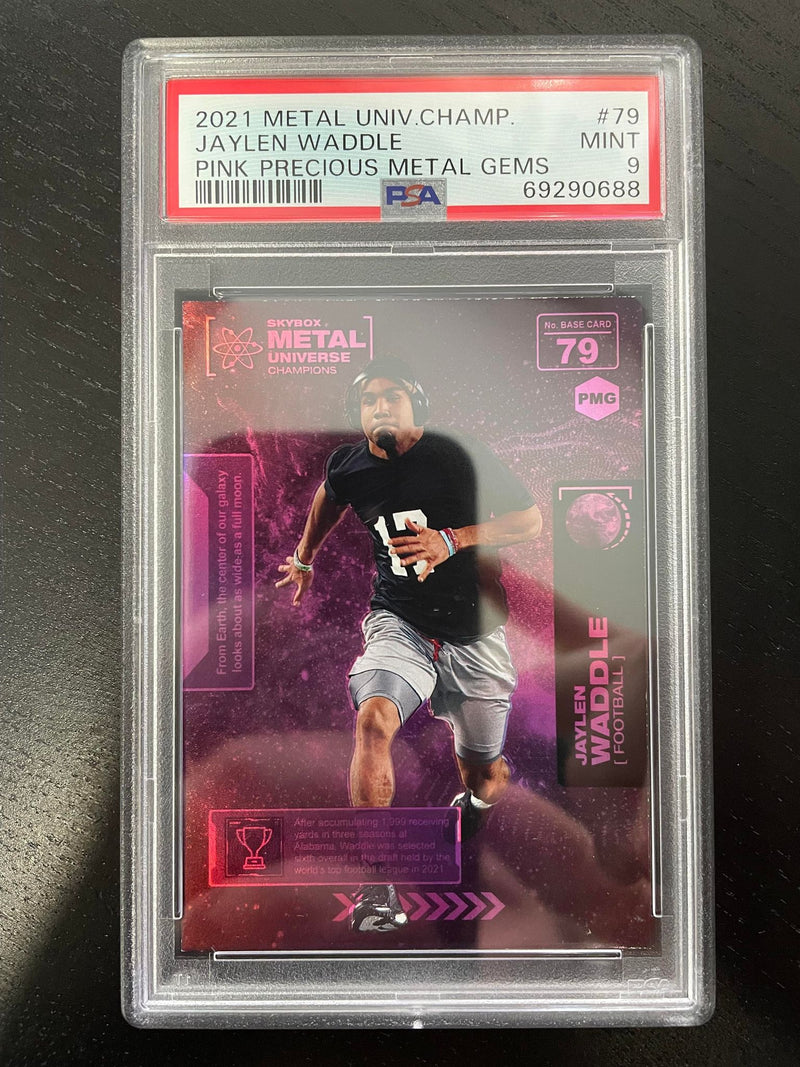 2021 METAL UNIV.CHAMP. #79
JAYLEN WADDLE MINT
PINK PRECIOUS METAL GEMS 9
PSA 69290688
SKYBOX
METAL
UNIVERSE
CHAMPIONS
No. BASE CARD
79
PMG
From Earth, the center of our galaxy
looks about as wide as a full moon.
JAYLEN
WADDLE
[ FOOTBALL ]
After accumulating 1,999 receiving
yards in three seasons at
Alabama, Waddle was selected
sixth overall in the draft held by the
world's top football league in 2021